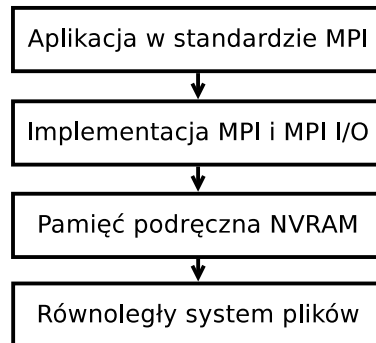 Aplikacja w standardzie MPI
Implementacja MPI i MPI I/O
Pamięć podręczna NVRAM
Równoległy system plików